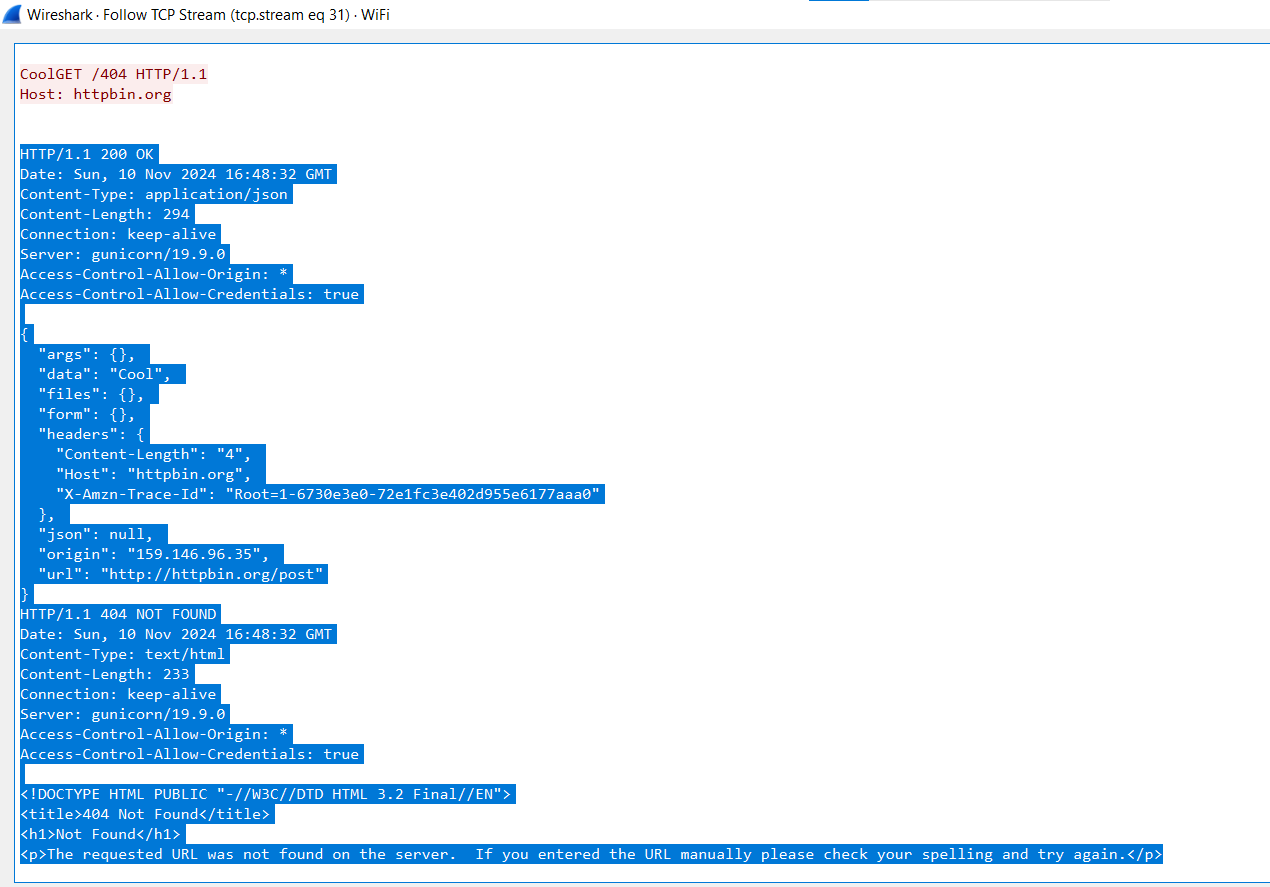 Wireshark · Follow TCP Stream (tcp.stream eq 31) · WiFi
CoolGET /404 HTTP/1.1
Host: httpbin.org
HTTP/1.1 200 OK
Date: Sun, 10 Nov 2024 16:48:32 GMT
Content-Type: application/json
Content-Length: 294
Connection: keep-alive
Server: gunicorn/19.9.0
Access-Control-Allow-Origin: *
Access-Control-Allow-Credentials: true
{
  "args": {},
  "data": "Cool",
  "files": {},
  "form": {},
  "headers": {
    "Content-Length": "4",
    "Host": "httpbin.org",
    "X-Amzn-Trace-Id": "Root=1-6730e3e0-72e1fc3e402d955e6177aaa0"
  },
  "json": null,
  "origin": "159.146.96.35",
  "url": "http://httpbin.org/post"
}
HTTP/1.1 404 NOT FOUND
Date: Sun, 10 Nov 2024 16:48:32 GMT
Content-Type: text/html
Content-Length: 233
Connection: keep-alive
Server: gunicorn/19.9.0
Access-Control-Allow-Origin: *
Access-Control-Allow-Credentials: true
<!DOCTYPE HTML PUBLIC "-//W3C//DTD HTML 3.2 Final//EN">
<title>404 Not Found</title>
<h1>Not Found</h1>
<p>The requested URL was not found on the server.  If you entered the URL manually please check your spelling and try again.</p>